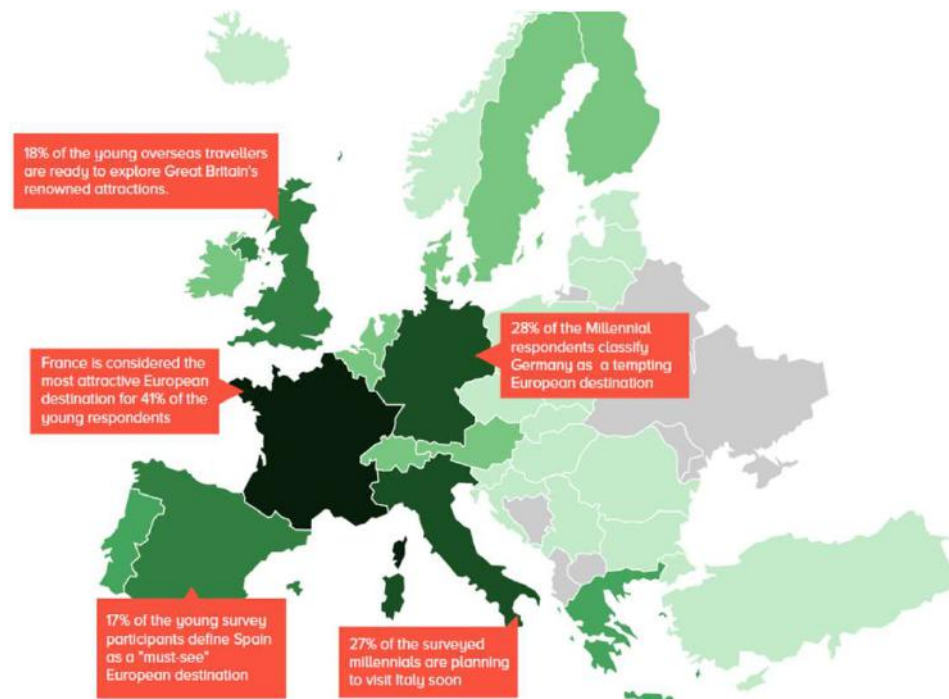 18% of the young overseas travellers
are ready to explore Great Britain's
renowned attractions.
France is considered the
most attractive European
destination for 41% of the
young respondents
28% of the Millennial
respondents classify
Germany as a tempting
European destination
17% of the young survey
participants define Spain
as a "must-see"
European destination
27% of the surveyed
millennials are planning
to visit Italy soon